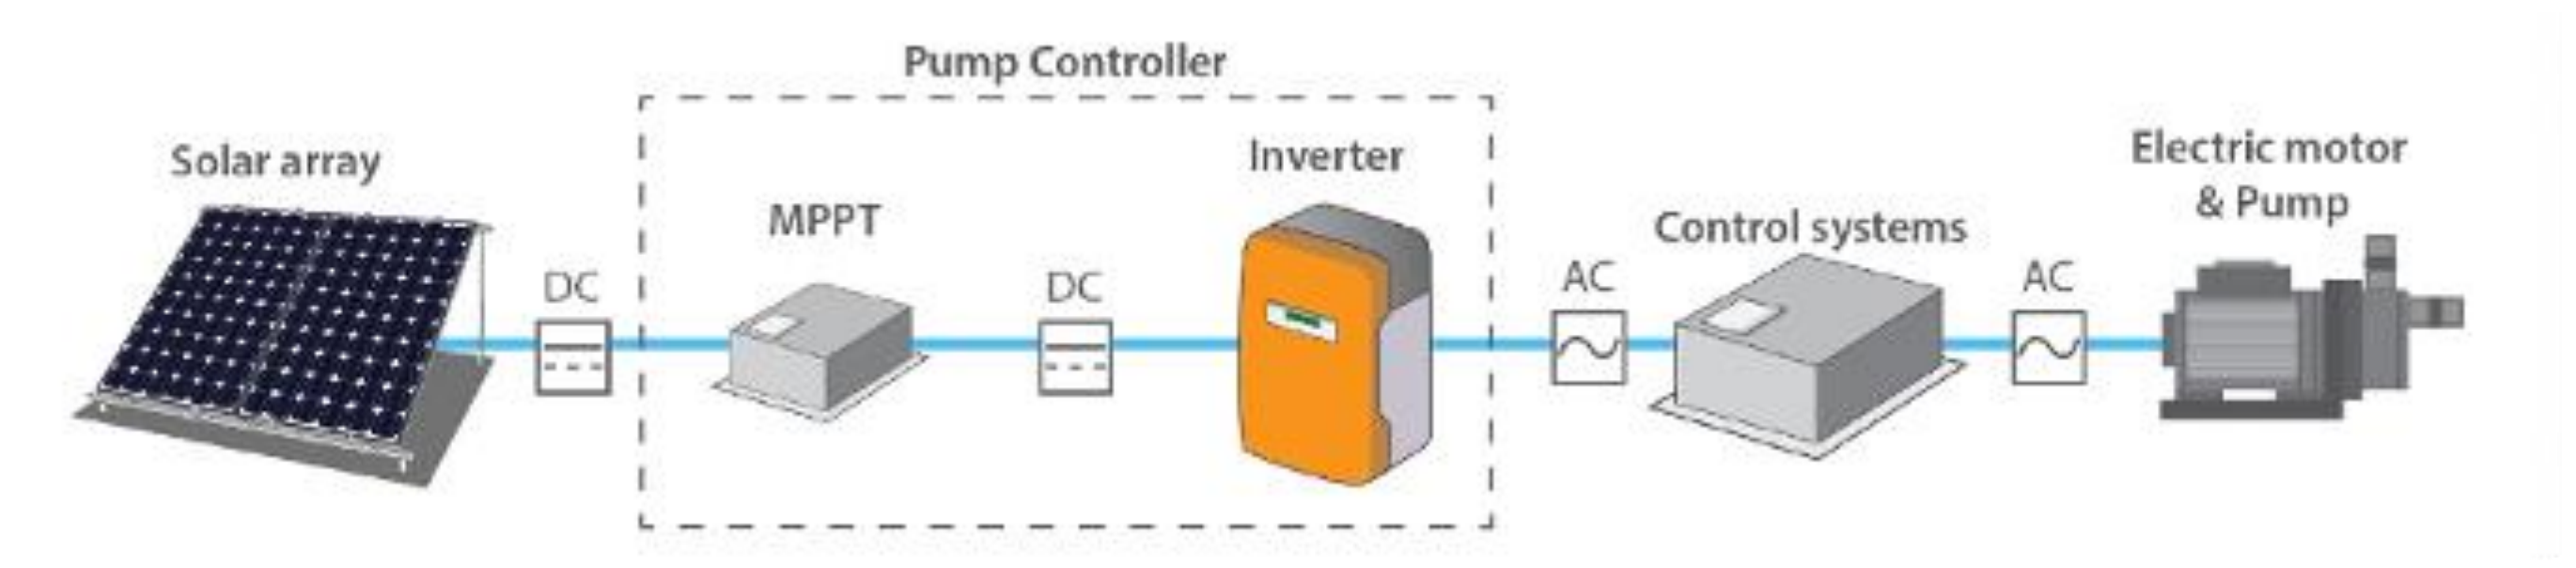 Pump Controller
Solar array
DC
MPPT
DC
Inverter
AC
Control systems
AC
Electric motor
& Pump